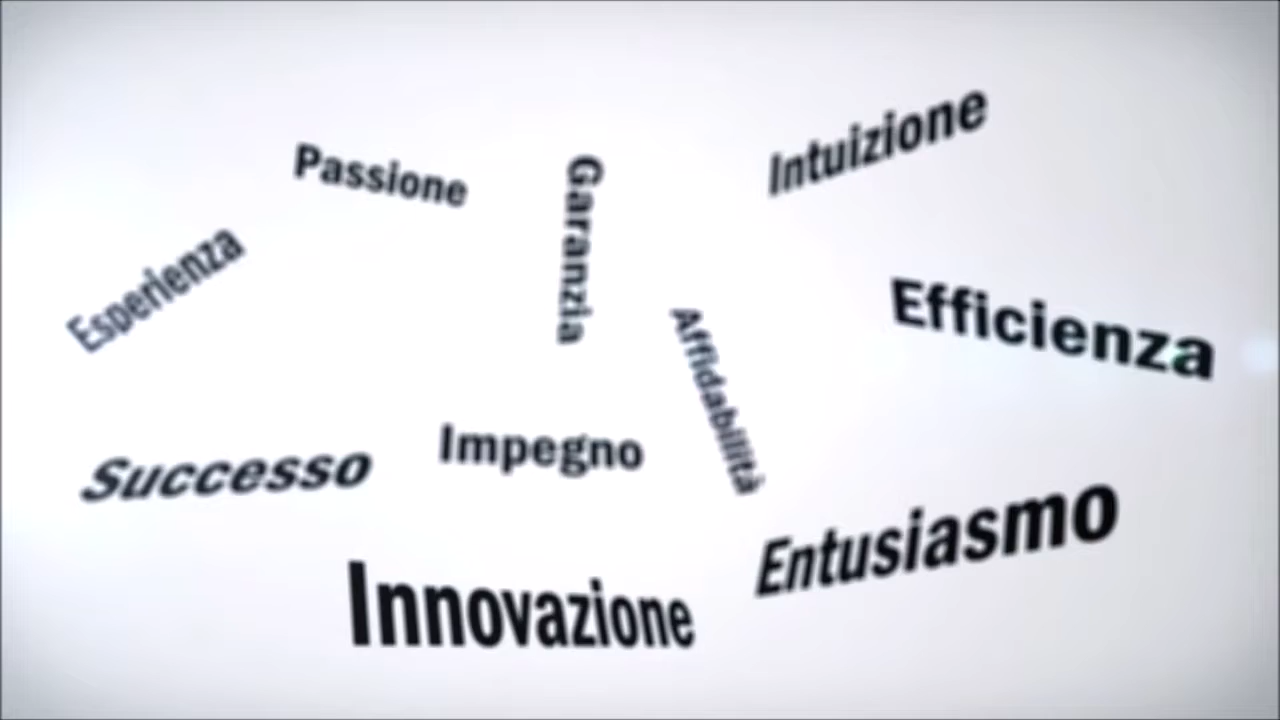 Intuizione
Passione
Garanzia
Esperienza
Efficienza
Affidabilità
Impegno
Successo
Entusiasmo
Innovazione